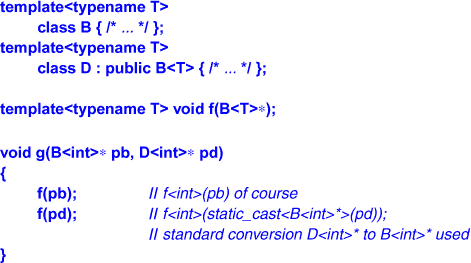 template<typename T>
class B { /* ... */ };
template<typename T>
class D : public B<T> { /* ... */ };
template<typename T> void f(B<T>*);
void g(B<int>* pb, D<int>* pd)
{
f(pb); // f<int>(pb) of course
f(pd); // f<int>(static_cast<B<int>*>(pd));
// standard conversion D<int>* to B<int>* used
}